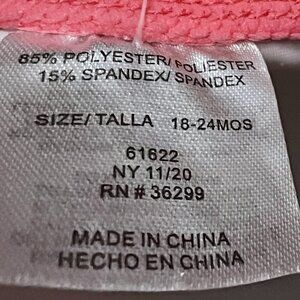 85% POLYESTER/ POLIESTER
15% SPANDEX/ SPANDEX
SIZE/ TALLA 18-24MOS
61622
NY 11/20
RN # 36299
MADE IN CHINA
HECHO EN CHINA